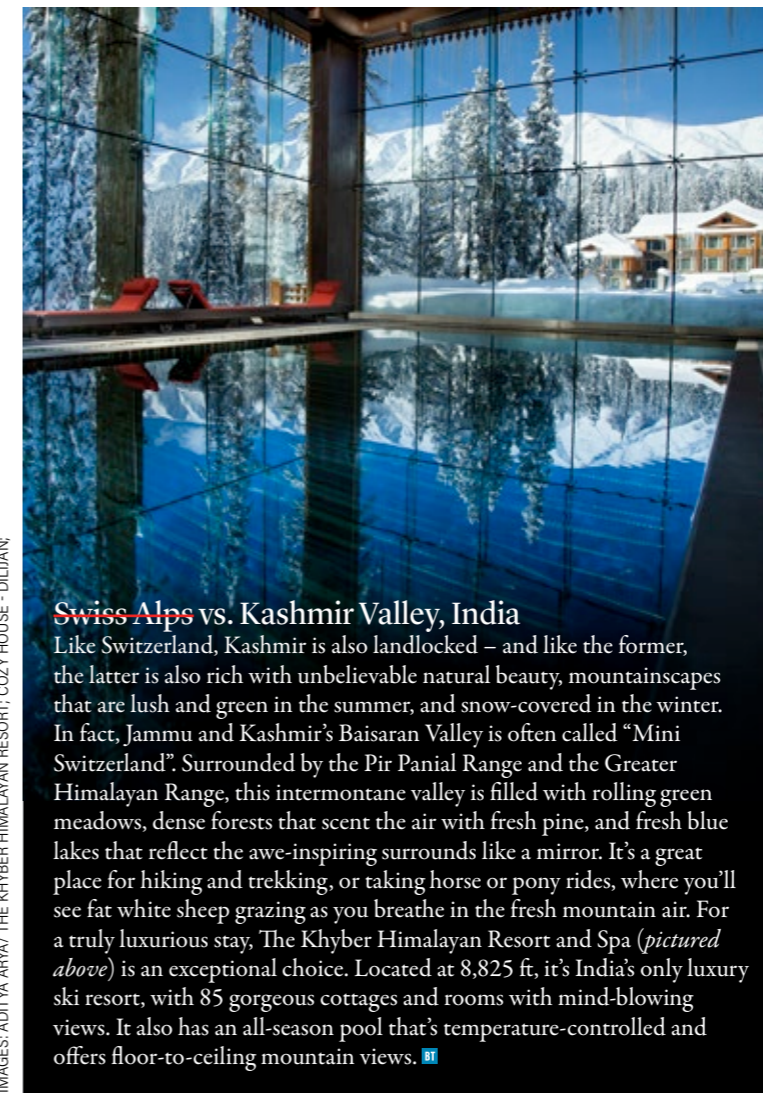 Swiss Alps vs. Kashmir Valley, India
Like Switzerland, Kashmir is also landlocked – and like the former,
the latter is also rich with unbelievable natural beauty, mountainscapes
that are lush and green in the summer, and snow-covered in the winter.
In fact, Jammu and Kashmir’s Baisaran Valley is often called “Mini
Switzerland”. Surrounded by the Pir Panial Range and the Greater
Himalayan Range, this intermontane valley is filled with rolling green
meadows, dense forests that scent the air with fresh pine, and fresh blue
lakes that reflect the awe-inspiring surrounds like a mirror. It’s a great
place for hiking and trekking, or taking horse or pony rides, where you’ll
see fat white sheep grazing as you breathe in the fresh mountain air. For
a truly luxurious stay, The Khyber Himalayan Resort and Spa (pictured
above) is an exceptional choice. Located at 8,825 ft, it’s India’s only luxury
ski resort, with 85 gorgeous cottages and rooms with mind-blowing
views. It also has an all-season pool that’s temperature-controlled and
offers floor-to-ceiling mountain views. BT
IMAGES: ADITYA ARYA/ THE KHYBER HIMALAYAN RESORT; COZY HOUSE - DILIJAN;